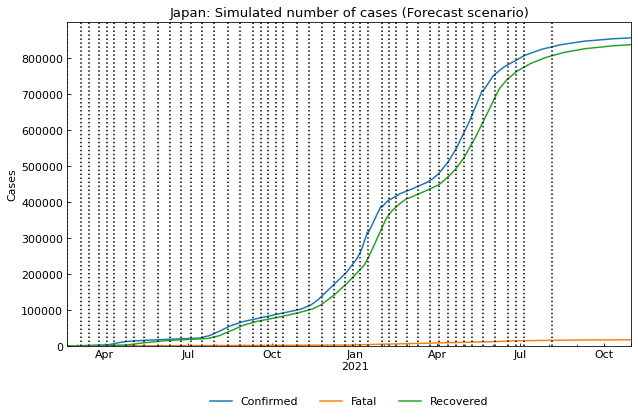 Japan: Simulated number of cases (Forecast scenario)
800000
700000
600000
500000
400000
300000
200000
100000
0
Cases
Apr Jul Oct Jan Apr Jul Oct
2021
Confirmed Fatal Recovered